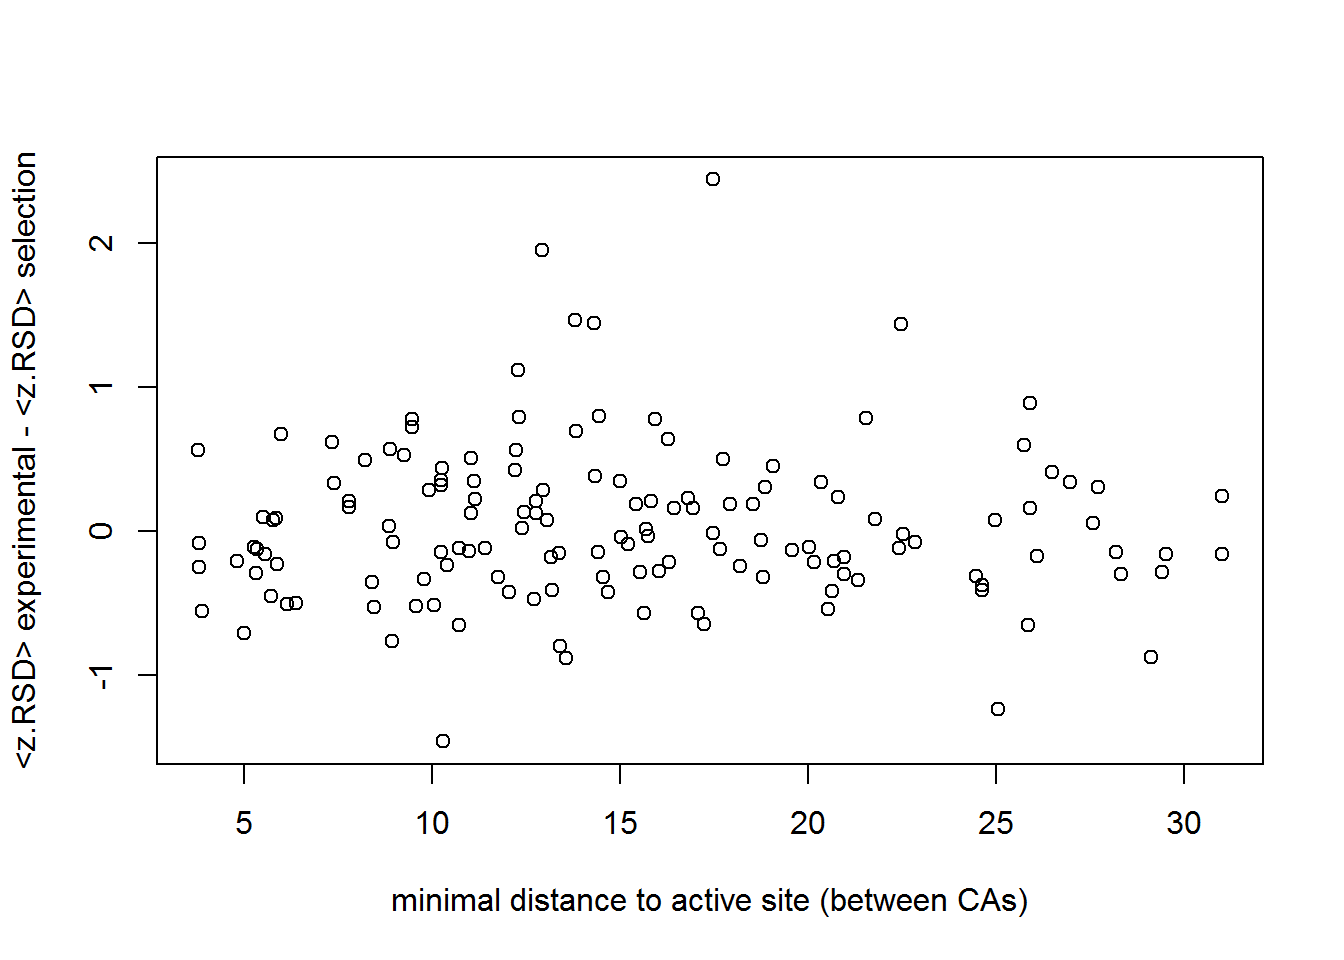 <z.RSD> experimental - <z.RSD> selection
2
1
0
-1
5 10 15 20 25 30
minimal distance to active site (between CAs)